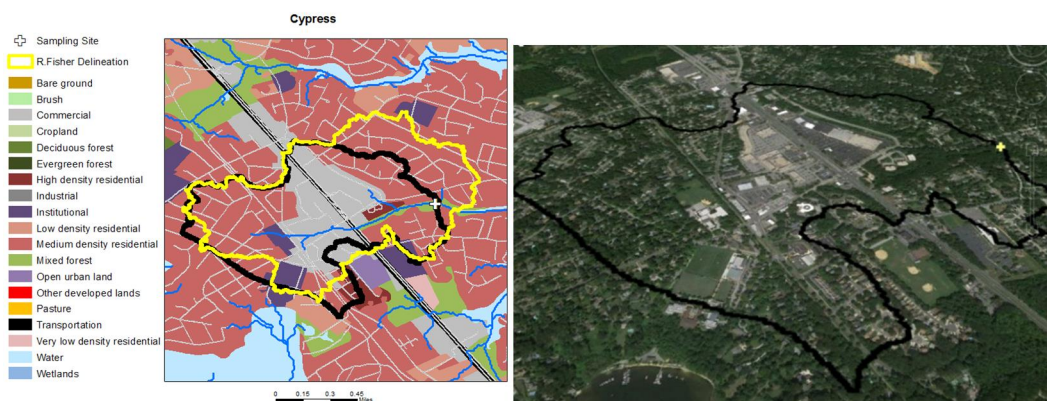 Cypress
Sampling Site
R.Fisher Delineation
Bare ground
Brush
Commercial
Cropland
Deciduous forest
Evergreen forest
High density residential
Industrial
Institutional
Low density residential
Medium density residential
Mixed forest
Open urban land
Other developed lands
Pasture
Transportation
Very low density residential
Water
Wetlands
0 0.15 0.3 0.45
Miles